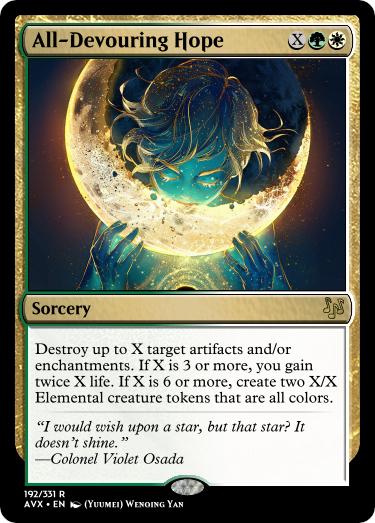 All-Devouring Hope X
Sorcery
Destroy up to X target artifacts and/or
enchantments. If X is 3 or more, you gain
twice X life. If X is 6 or more, create two X/X
Elemental creature tokens that are all colors.
“I would wish upon a star, but that star? It
doesn’t shine.”
—Colonel Violet Osada
192/331 R
AVX • EN (Yuumei) Wenqing Yan